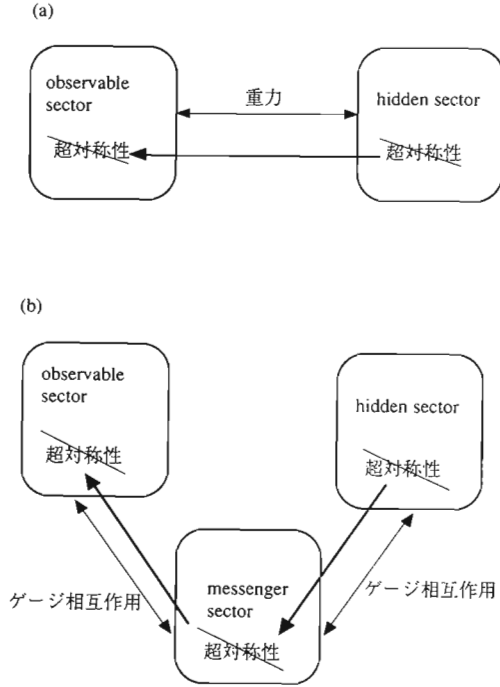 (a)
observable
sector
重力
hidden sector
超対称性
超対称性
(b)
observable
sector
hidden sector
超対称性
超対称性
ゲージ相互作用
ゲージ相互作用
messenger
sector
超対称性